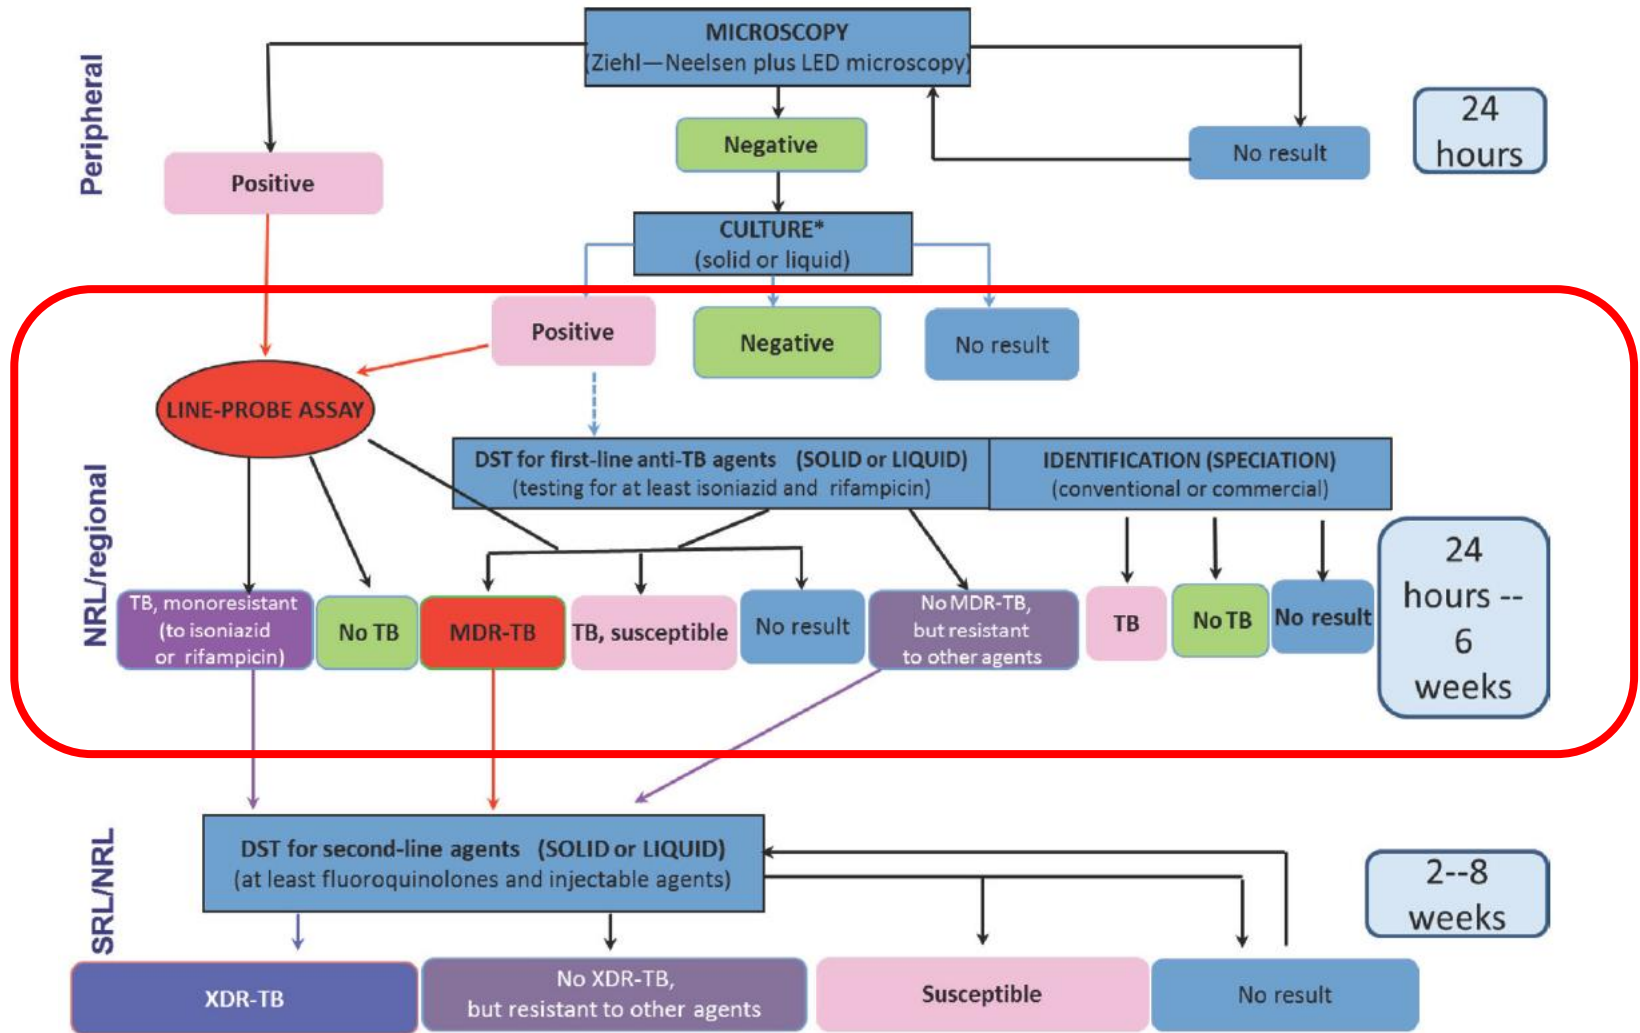 MICROSCOPY
(Ziehl—Neelsen plus LED microscopy)
Peripheral
24
hours
Negative
No result
Positive
CULTURE*
(solid or liquid)
Positive
Negative
No result
LINE-PROBE ASSAY
NRL/regional
DST for first-line anti-TB agents (SOLID or LIQUID)
(testing for at least isoniazid and rifampicin)
IDENTIFICATION (SPECIATION)
(conventional or commercial)
24
hours --
6
weeks
TB, monoresistant
(to isoniazid
or rifampicin)
No TB
MDR-TB
TB, susceptible
No result
No MDR-TB,
but resistant
to other agents
TB
No TB
No result
SRL/NRL
DST for second-line agents (SOLID or LIQUID)
(at least fluoroquinolones and injectable agents)
2--8
weeks
XDR-TB
No XDR-TB,
but resistant to other agents
Susceptible
No result